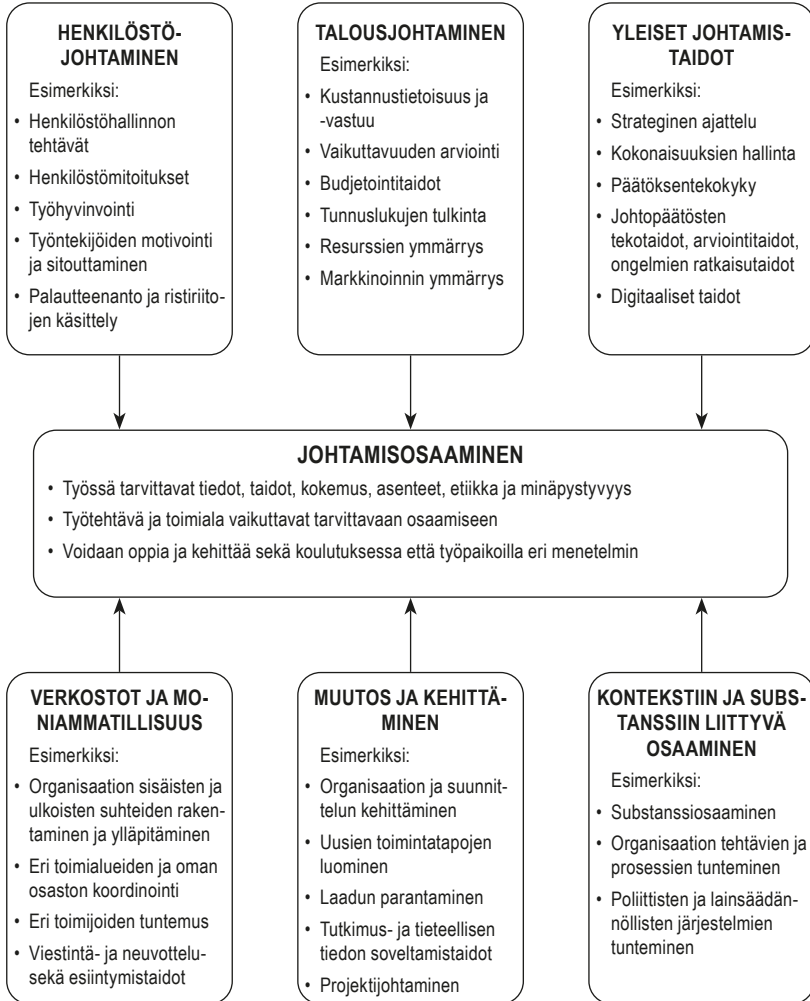 HENKILÖSTÖ-
JOHTAMINEN
Esimerkiksi:
• Henkilöstöhallinnon
tehtävät
• Henkilöstömitoitukset
• Työhyvinvointi
• Työntekijöiden motivointi
ja sitouttaminen
• Palautteenanto ja ristiriito-
jen käsittely
TALOUSJOHTAMINEN
Esimerkiksi:
• Kustannustietoisuus ja
-vastuu
• Vaikuttavuuden arviointi
• Budjetointitaidot
• Tunnuslukujen tulkinta
• Resurssien ymmärrys
• Markkinoinnin ymmärrys
YLEISET JOHTAMIS-
TAIDOT
Esimerkiksi:
• Strateginen ajattelu
• Kokonaisuuksien hallinta
• Päätöksentekokyky
• Johtopäätösten
tekotaidot, arviointitaidot,
ongelmien ratkaisutaidot
• Digitaaliset taidot
JOHTAMISOSAAMINEN
• Työssä tarvittavat tiedot, taidot, kokemus, asenteet, etiikka ja minäpystyvyys
• Työtehtävä ja toimiala vaikuttavat tarvittavaan osaamiseen
• Voidaan oppia ja kehittää sekä koulutuksessa että työpaikoilla eri menetelmin
VERKOSTOT JA MO-
NIAMMATILLISUUS
Esimerkiksi:
• Organisaation sisäisten ja
ulkoisten suhteiden raken-
taminen ja ylläpitäminen
• Eri toimialueiden ja oman
osaston koordinointi
• Eri toimijoiden tuntemus
• Viestintä- ja neuvottelu-
sekä esiintymistaidot
MUUTOS JA KEHITTÄ-
MINEN
Esimerkiksi:
• Organisaation ja suunnit-
telun kehittäminen
• Uusien toimintatapojen
luominen
• Laadun parantaminen
• Tutkimus- ja tieteellisen
tiedon soveltamistaidot
• Projektijohtaminen
KONTEKSTIIN JA SUBS-
TANSSIIN LIITTYVÄ
OSAAMINEN
Esimerkiksi:
• Substanssiosaaminen
• Organisaation tehtävien ja
prosessien tunteminen
• Poliittisten ja lainsäädän-
nöllisten järjestelmien
tunteminen